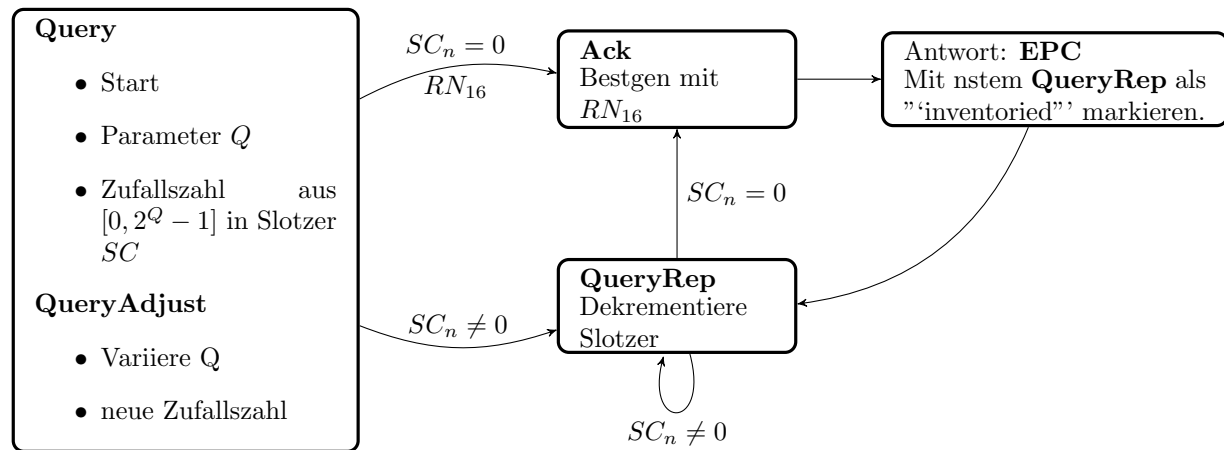 Query
• Start
• Parameter Q
• Zufallszahl aus
[0, 2^Q − 1] in Slotzer
SC
QueryAdjust
• Variiere Q
• neue Zufallszahl
SC_n = 0
RN_16
SC_n ≠ 0
Ack
Bestgen mit
RN_16
SC_n = 0
QueryRep
Dekrementiere
Slotzer
SC_n ≠ 0
Antwort: EPC
Mit nstem QueryRep als
”‘inventoried”’ markieren.